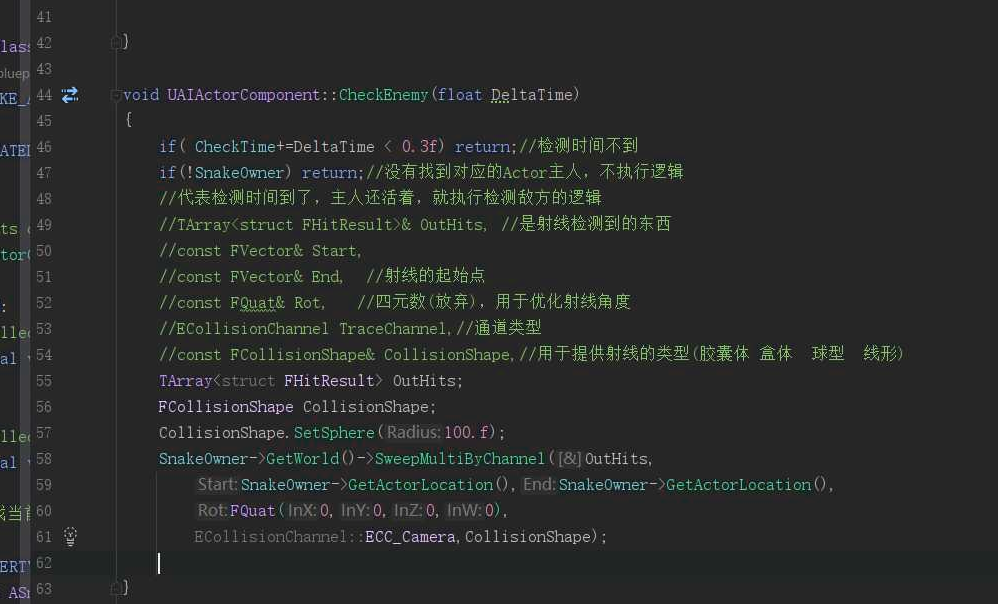 41
lass 42 }
bluep 43
KE_ 44 void UAIActorComponent::CheckEnemy(float DeltaTime)
45 {
ATE 46 if( CheckTime+=DeltaTime < 0.3f) return;//检测时间不到
47 if(!SnakeOwner) return;//没有找到对应的Actor主人，不执行逻辑
48 //代表检测时间到了，主人还活着，就执行检测敌方的逻辑
ts 49 //TArray<struct FHitResult>& OutHits, //是射线检测到的东西
tor 50 //const FVector& Start,
51 //const FVector& End, //射线的起始点
: 52 //const FQuat& Rot, //四元数(放弃)，用于优化射线角度
lle 53 //ECollisionChannel TraceChannel,//通道类型
al 54 //const FCollisionShape& CollisionShape,//用于提供射线的类型(胶囊体 盒体 球型 线形)
55 TArray<struct FHitResult> OutHits;
56 FCollisionShape CollisionShape;
lle 57 CollisionShape.SetSphere(Radius:100.f);
al 58 SnakeOwner->GetWorld()->SweepMultiByChannel([&]OutHits,
59 Start:SnakeOwner->GetActorLocation(),End:SnakeOwner->GetActorLocation(),
当 60 Rot:FQuat(InX:0,InY:0,InZ:0,InW:0),
61 ECollisionChannel::ECC_Camera,CollisionShape);
ERT 62
AS 63 }